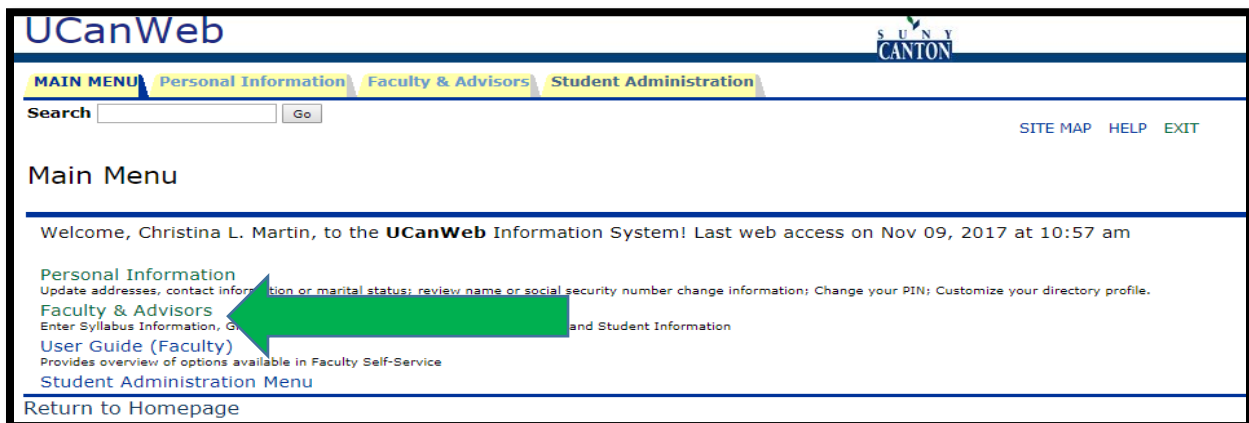 UCanWeb
SUNY
CANTON
MAIN MENU Personal Information Faculty & Advisors Student Administration
Search Go
SITE MAP HELP EXIT
Main Menu
Welcome, Christina L. Martin, to the UCanWeb Information System! Last web access on Nov 09, 2017 at 10:57 am
Personal Information
Update addresses, contact information or marital status; review name or social security number change information; Change your PIN; Customize your directory profile.
Faculty & Advisors
Enter Syllabus Information, and Student Information
User Guide (Faculty)
Provides overview of options available in Faculty Self-Service
Student Administration Menu
Return to Homepage